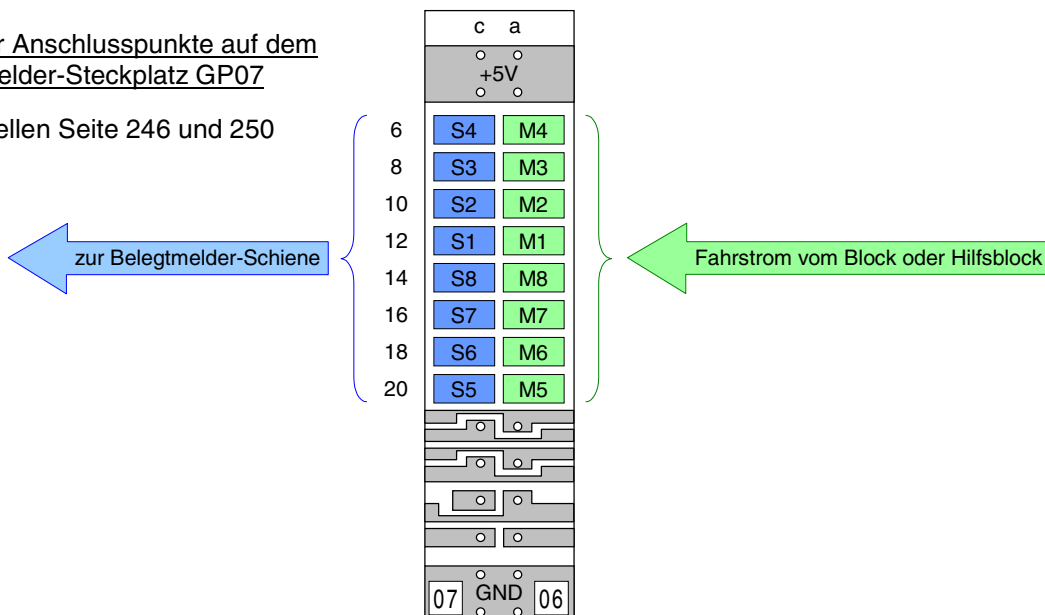 r Anschlusspunkte auf dem
elder-Steckplatz GP07
ellen Seite 246 und 250
c a
+5V
6 S4 M4
8 S3 M3
10 S2 M2
12 S1 M1
14 S8 M8
16 S7 M7
18 S6 M6
20 S5 M5
zur Belegtmelder-Schiene
Fahrstrom vom Block oder Hilfsblock
07 GND 06